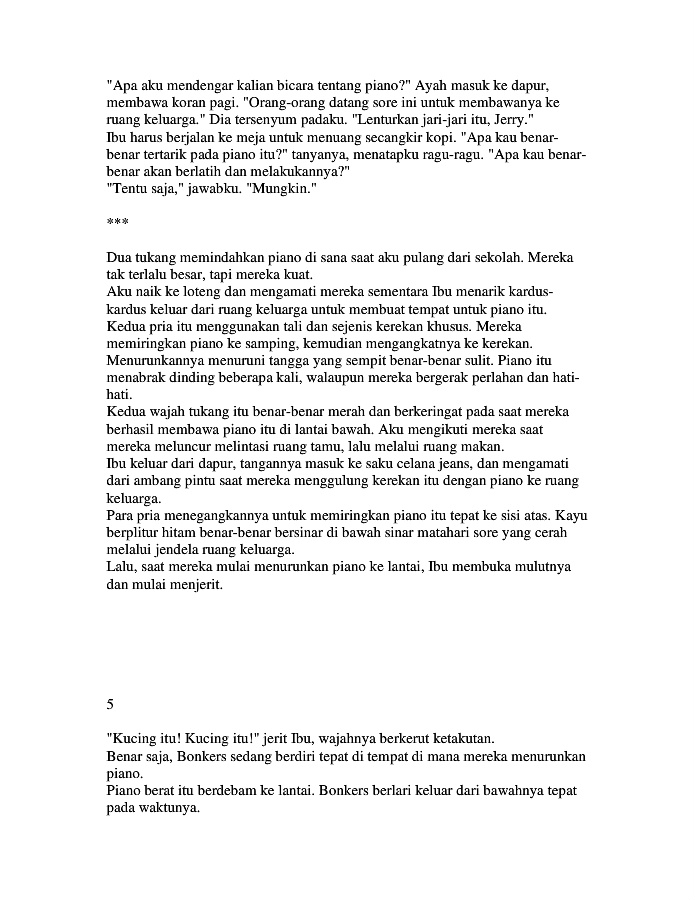 "Apa aku mendengar kalian bicara tentang piano?" Ayah masuk ke dapur,
membawa koran pagi. "Orang-orang datang sore ini untuk membawanya ke
ruang keluarga." Dia tersenyum padaku. "Lenturkan jari-jari itu, Jerry."
Ibu harus berjalan ke meja untuk menuang secangkir kopi. "Apa kau benar-
benar tertarik pada piano itu?" tanyanya, menatapku ragu-ragu. "Apa kau benar-
benar akan berlatih dan melakukannya?"
"Tentu saja," jawabku. "Mungkin."
***
Dua tukang memindahkan piano di sana saat aku pulang dari sekolah. Mereka
tak terlalu besar, tapi mereka kuat.
Aku naik ke loteng dan mengamati mereka sementara Ibu menarik kardus-
kardus keluar dari ruang keluarga untuk membuat tempat untuk piano itu.
Kedua pria itu menggunakan tali dan sejenis kerekan khusus. Mereka
memiringkan piano ke samping, kemudian mengangkatnya ke kerekan.
Menurunkannya menuruni tangga yang sempit benar-benar sulit. Piano itu
menabrak dinding beberapa kali, walaupun mereka bergerak perlahan dan hati-
hati.
Kedua wajah tukang itu benar-benar merah dan berkeringat pada saat mereka
berhasil membawa piano itu di lantai bawah. Aku mengikuti mereka saat
mereka meluncur melintasi ruang tamu, lalu melalui ruang makan.
Ibu keluar dari dapur, tangannya masuk ke saku celana jeans, dan mengamati
dari ambang pintu saat mereka menggulung kerekan itu dengan piano ke ruang
keluarga.
Para pria menegangkannya untuk memiringkan piano itu tepat ke sisi atas. Kayu
berplitur hitam benar-benar bersinar di bawah sinar matahari sore yang cerah
melalui jendela ruang keluarga.
Lalu, saat mereka mulai menurunkan piano ke lantai, Ibu membuka mulutnya
dan mulai menjerit.
5
"Kucing itu! Kucing itu!" jerit Ibu, wajahnya berkerut ketakutan.
Benar saja, Bonkers sedang berdiri tepat di tempat di mana mereka menurunkan
piano.
Piano berat itu berdebam ke lantai. Bonkers berlari keluar dari bawahnya tepat
pada waktunya.